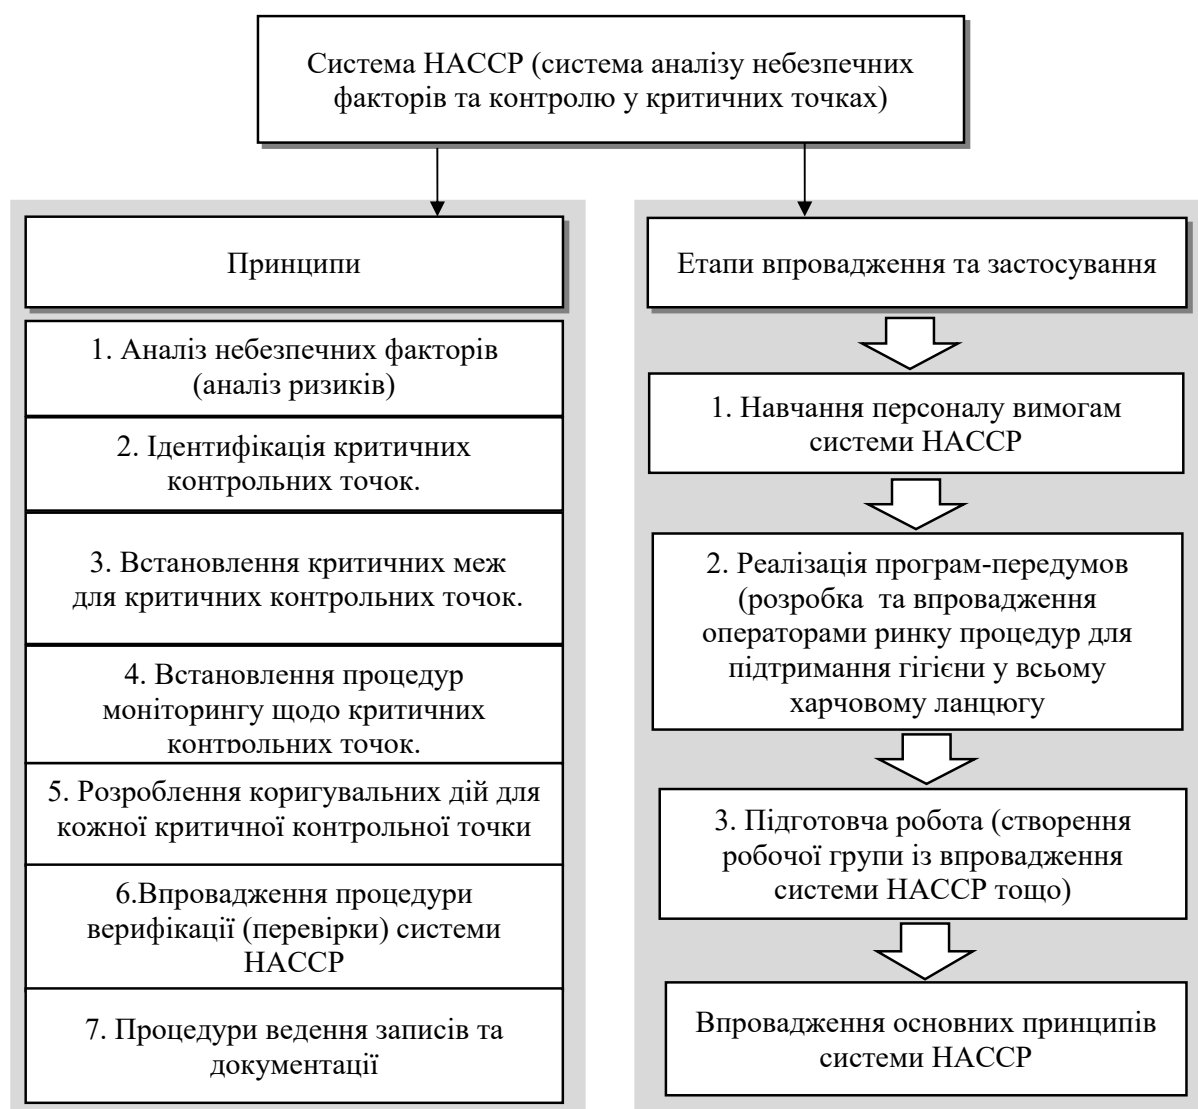 Система НАССР (система аналізу небезпечних
факторів та контролю у критичних точках)
Принципи
1. Аналіз небезпечних факторів
(аналіз ризиків)
2. Ідентифікація критичних
контрольних точок.
3. Встановлення критичних меж
для критичних контрольних точок.
4. Встановлення процедур
моніторингу щодо критичних
контрольних точок.
5. Розроблення коригувальних дій для
кожної критичної контрольної точки
6.Впровадження процедури
верифікації (перевірки) системи
НАССР
7. Процедури ведення записів та
документації
Етапи впровадження та застосування
1. Навчання персоналу вимогам
системи НАССР
2. Реалізація програм-передумов
(розробка та впровадження
операторами ринку процедур для
підтримання гігієни у всьому
харчовому ланцюгу
3. Підготовча робота (створення
робочої групи із впровадження
системи НАССР тощо)
Впровадження основних принципів
системи НАССР